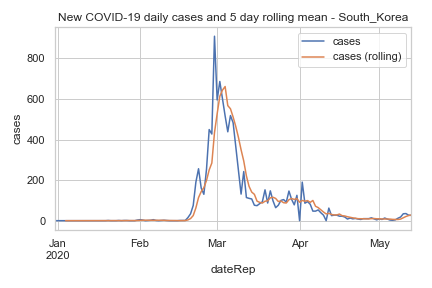 New COVID-19 daily cases and 5 day rolling mean - South_Korea
cases
cases (rolling)
800
600
400
200
0
cases
Jan
2020
Feb
Mar
Apr
May
dateRep